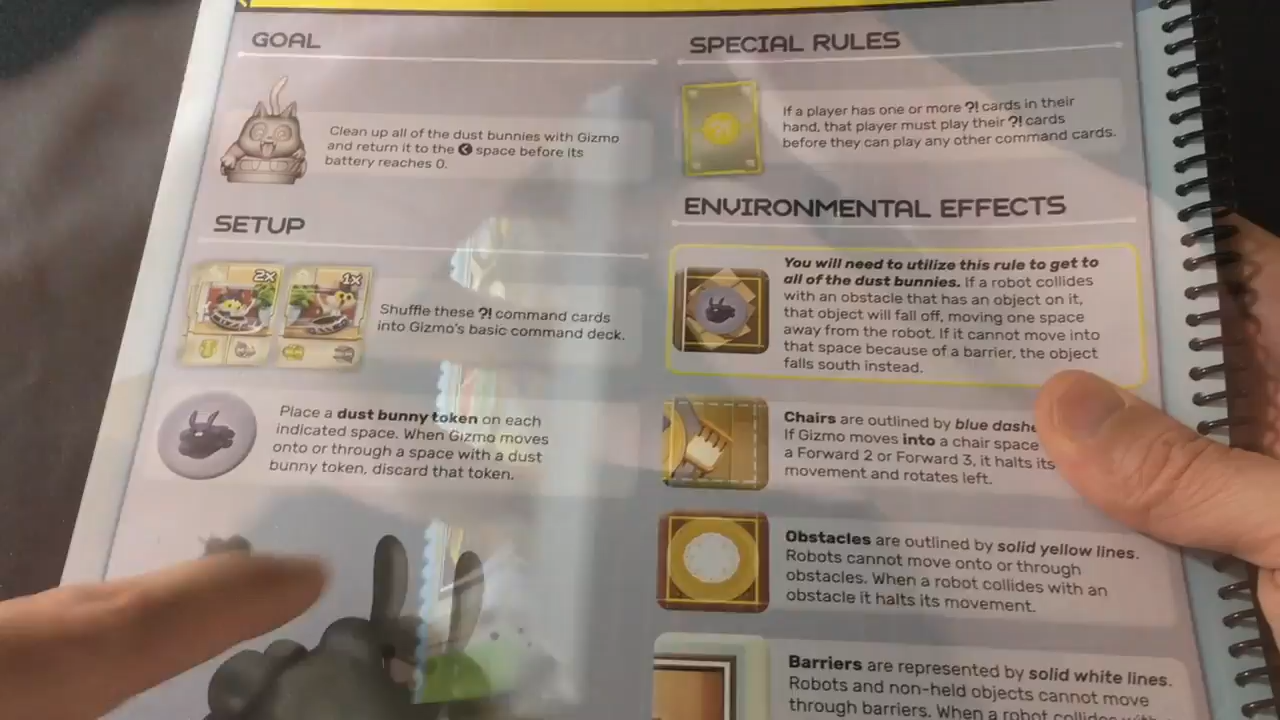 GOAL
Clean up all of the dust bunnies with Gizmo
and return it to the space before its
battery reaches 0.
SETUP
2x
1x
Shuffle these ?! command cards
into Gizmo's basic command deck.
Place a dust bunny token on each
indicated space. When Gizmo moves
onto or through a space with a dust
bunny token, discard that token.
SPECIAL RULES
?!
If a player has one or more ?! cards in their
hand, that player must play their ?! cards
before they can play any other command cards.
ENVIRONMENTAL EFFECTS
You will need to utilize this rule to get to
all of the dust bunnies. If a robot collides
with an obstacle that has an object on it,
that object will fall off, moving one space
away from the robot. If it cannot move into
that space because of a barrier, the object
falls south instead.
Chairs are outlined by blue
If Gizmo moves into a chair space
a Forward 2 or Forward 3, it halts its
movement and rotates left.
Obstacles are outlined by solid yellow lines.
Robots cannot move onto or through
obstacles. When a robot collides with an
obstacle it halts its movement.
Barriers are represented by solid white lines.
Robots and non-held objects cannot move
through barriers. When a robot collides